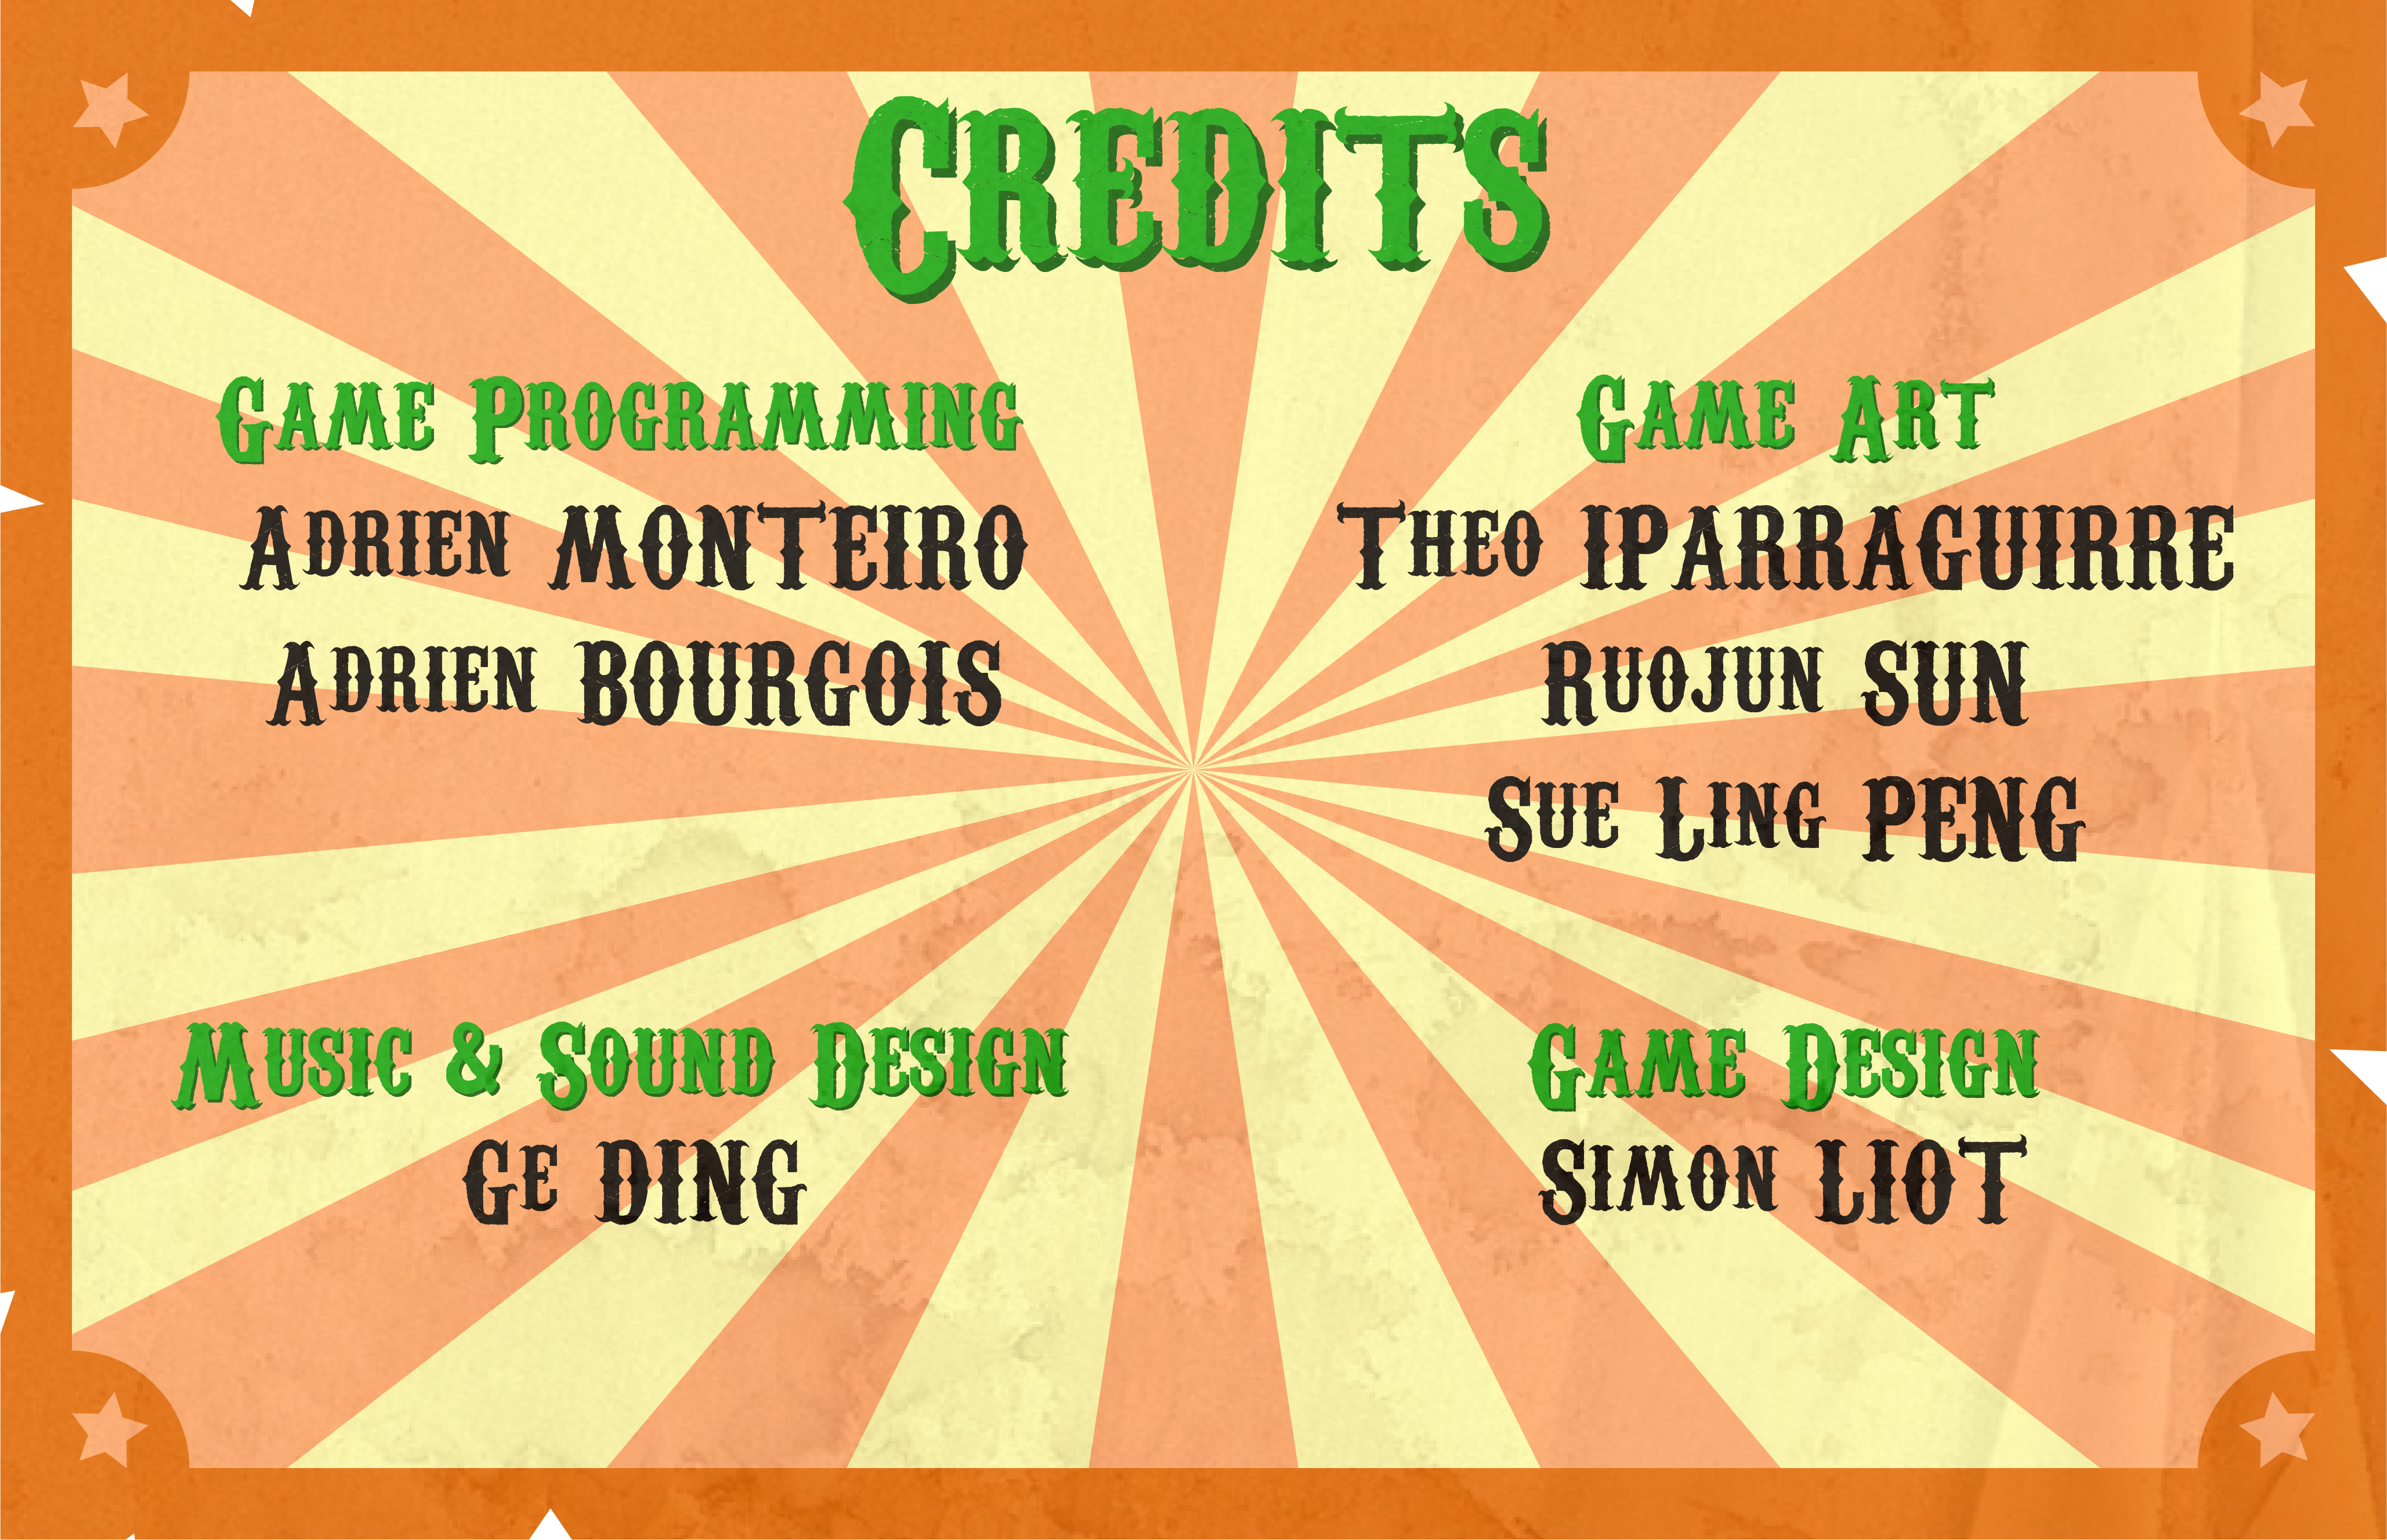 Credits
Game Programming
Adrien MONTEIRO
Adrien BOURGOIS
Game Art
Theo IPARRAGUIRRE
Ruojun SUN
Sue Ling PENG
Music & Sound Design
Ge DING
Game Design
Simon LIOT